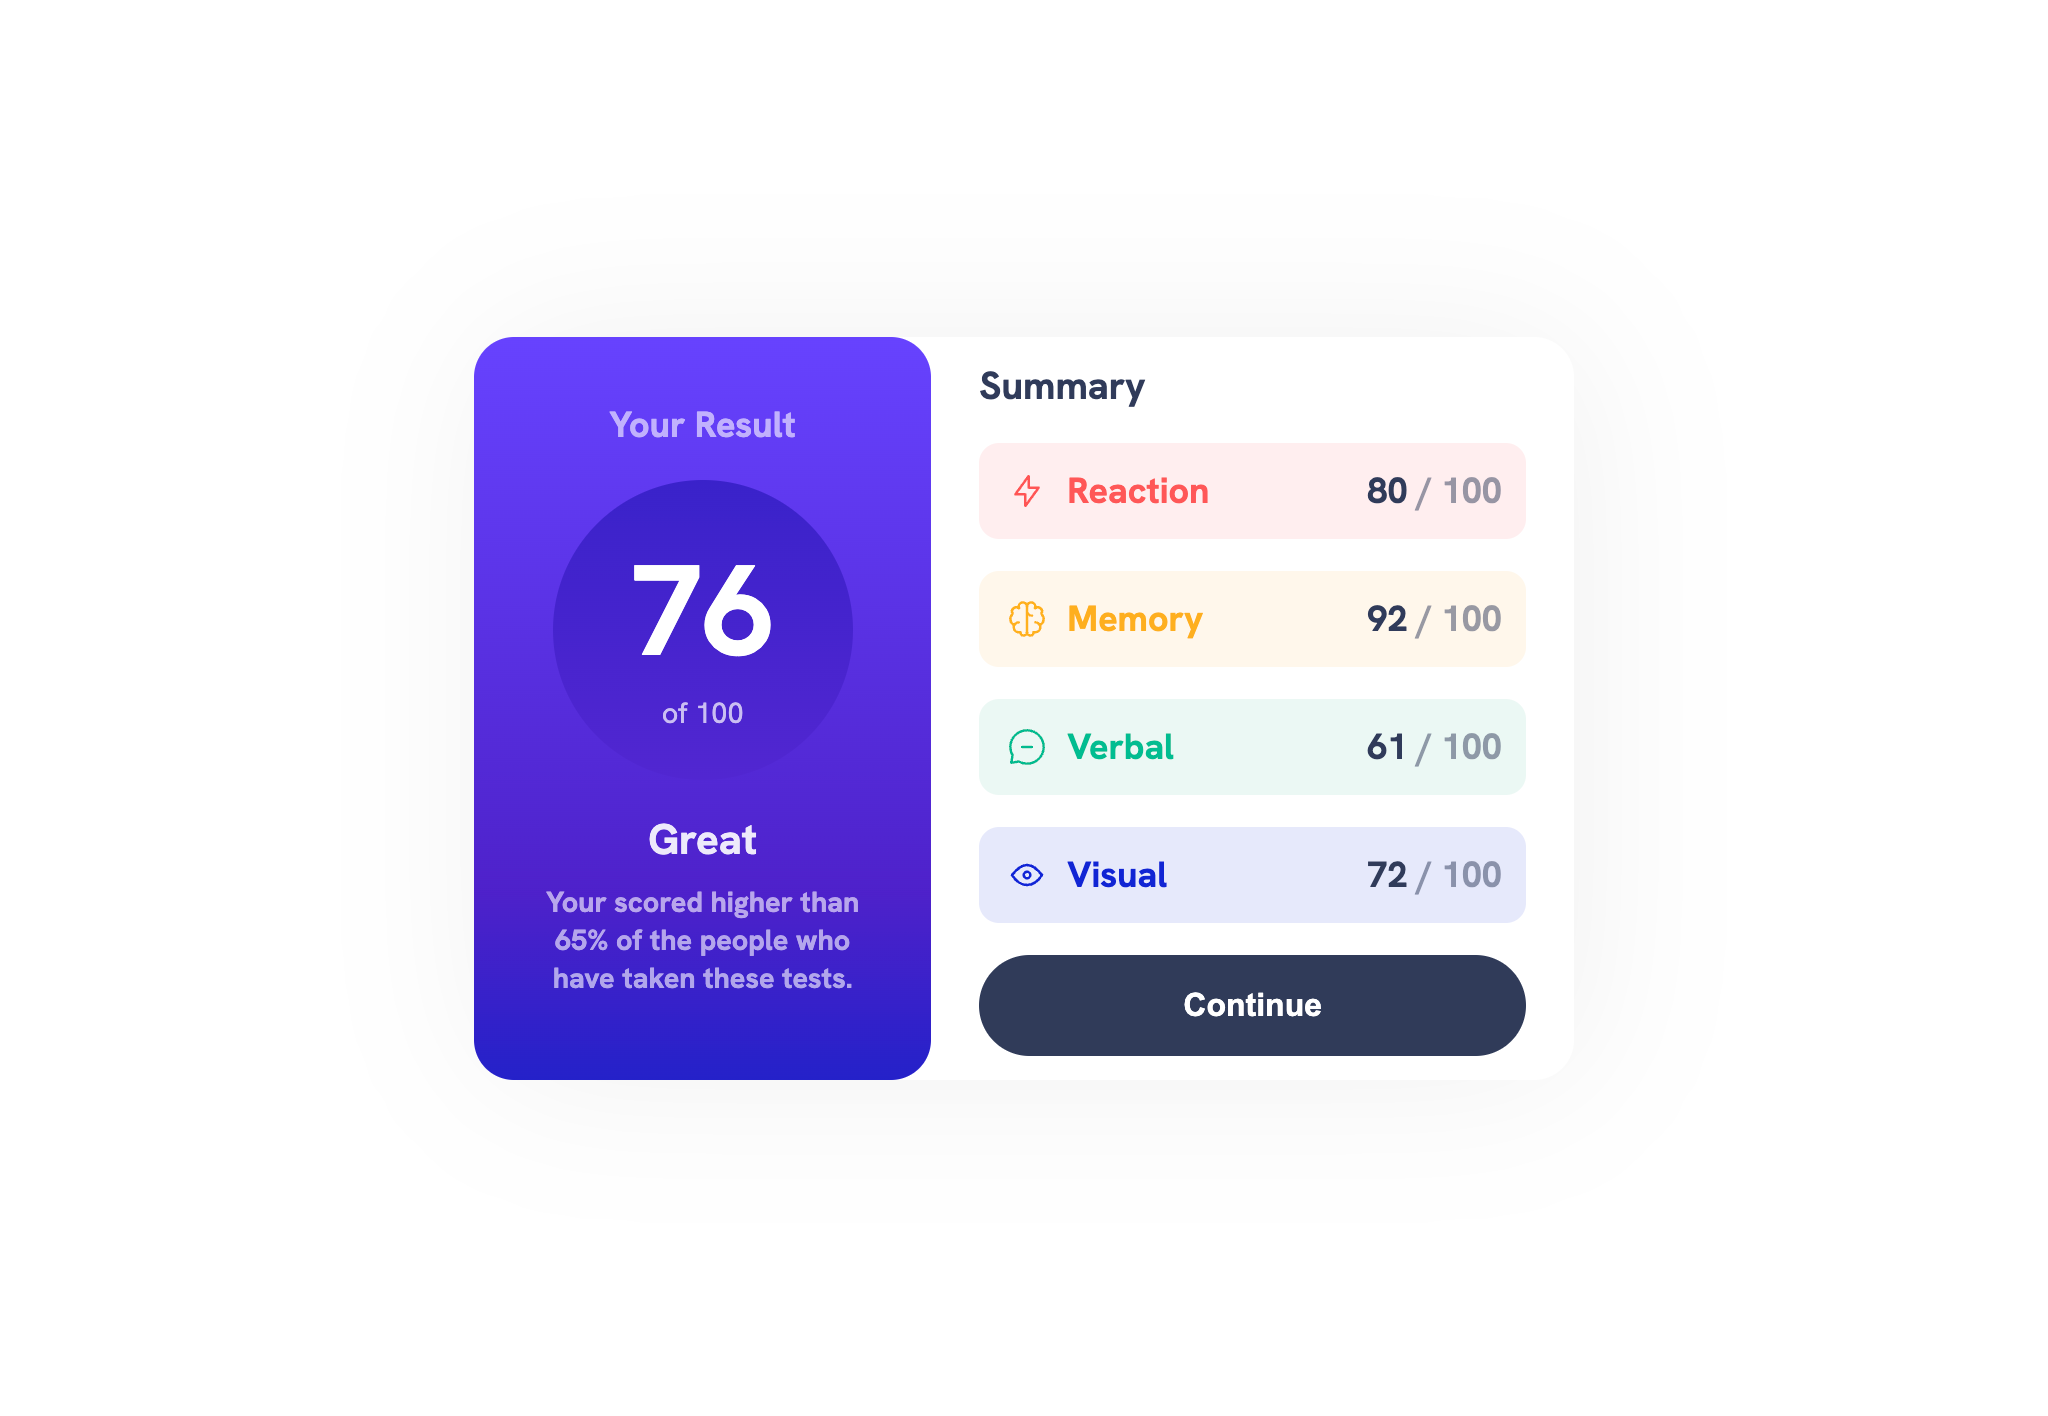 Your Result
76
of 100
Great
Your scored higher than
65% of the people who
have taken these tests.
Summary
Reaction 80 / 100
Memory 92 / 100
Verbal 61 / 100
Visual 72 / 100
Continue